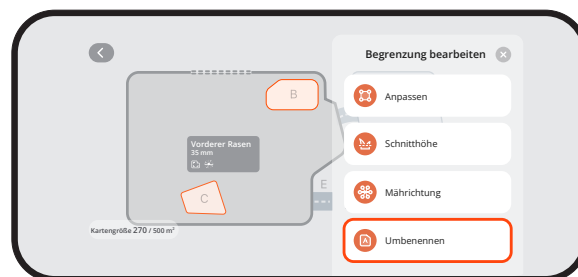 Begrenzung bearbeiten
B
Anpassen
Vorderer Rasen
35 mm
Schnitthöhe
E
C
Mährichtung
Kartengröße 270 / 500 m²
A
Umbenennen